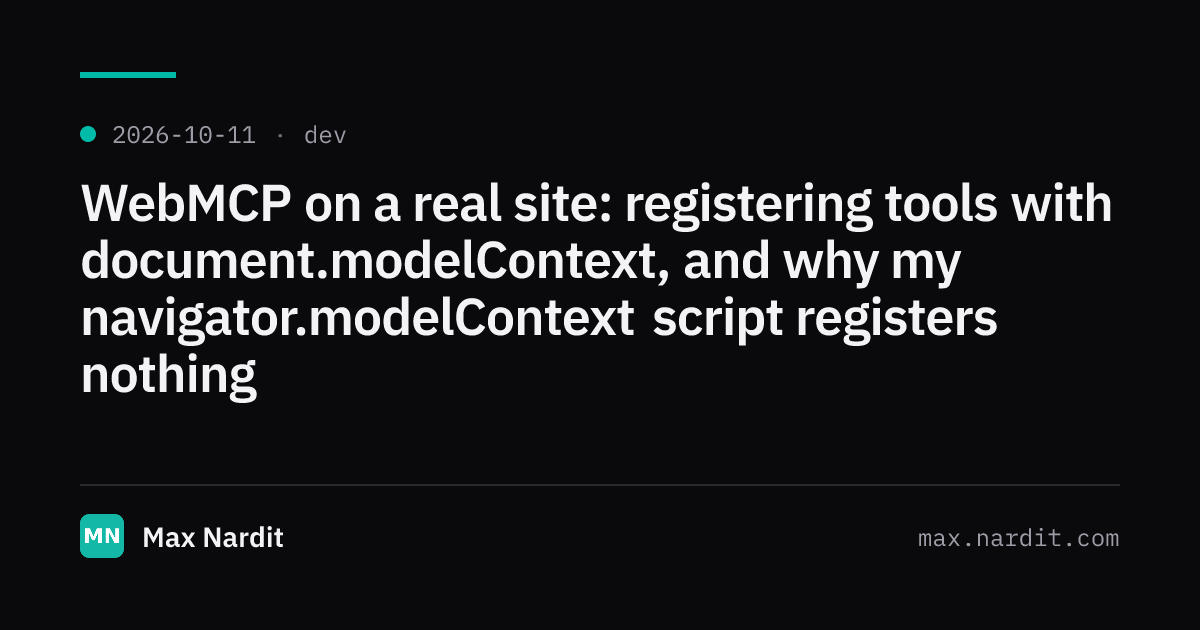 2026-10-11 · dev
WebMCP on a real site: registering tools with
document.modelContext, and why my
navigator.modelContext script registers
nothing
MN Max Nardit
max.nardit.com